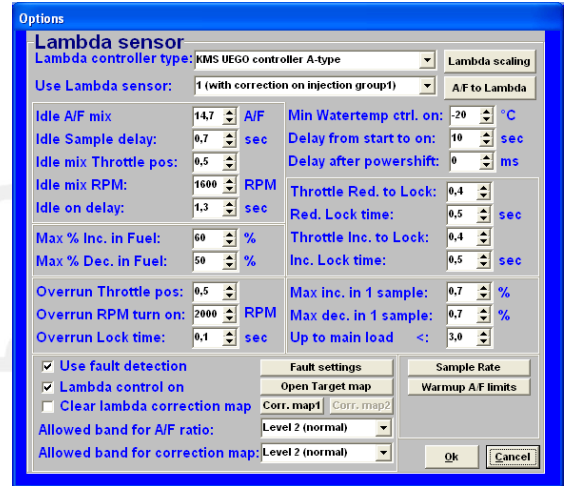 Options
Lambda sensor
Lambda controller type: KMS UEGO controller A-type Lambda scaling
Use Lambda sensor: 1 (with correction on injection group1) A/F to Lambda
Idle A/F mix 14,7 A/F Min Watertemp ctrl. on: -20 °C
Idle Sample delay: 0,7 sec Delay from start to on: 10 sec
Idle mix Throttle pos: 0,5 Delay after powershift: 0 ms
Idle mix RPM: 1600 RPM Throttle Red. to Lock: 0,4
Idle on delay: 1,3 sec Red. Lock time: 0,5 sec
Max % Inc. in Fuel: 60 % Throttle Inc. to Lock: 0,4
Max % Dec. in Fuel: 50 % Inc. Lock time: 0,5 sec
Overrun Throttle pos: 0,5 Max inc. in 1 sample: 0,7 %
Overrun RPM turn on: 2000 RPM Max dec. in 1 sample: 0,7 %
Overrun Lock time: 0,1 sec Up to main load <: 3,0
Use fault detection Fault settings Sample Rate
Lambda control on Open Target map Warmup A/F limits
Clear lambda correction map Corr. map1 Corr. map2
Allowed band for A/F ratio: Level 2 (normal)
Allowed band for correction map: Level 2 (normal) Ok Cancel